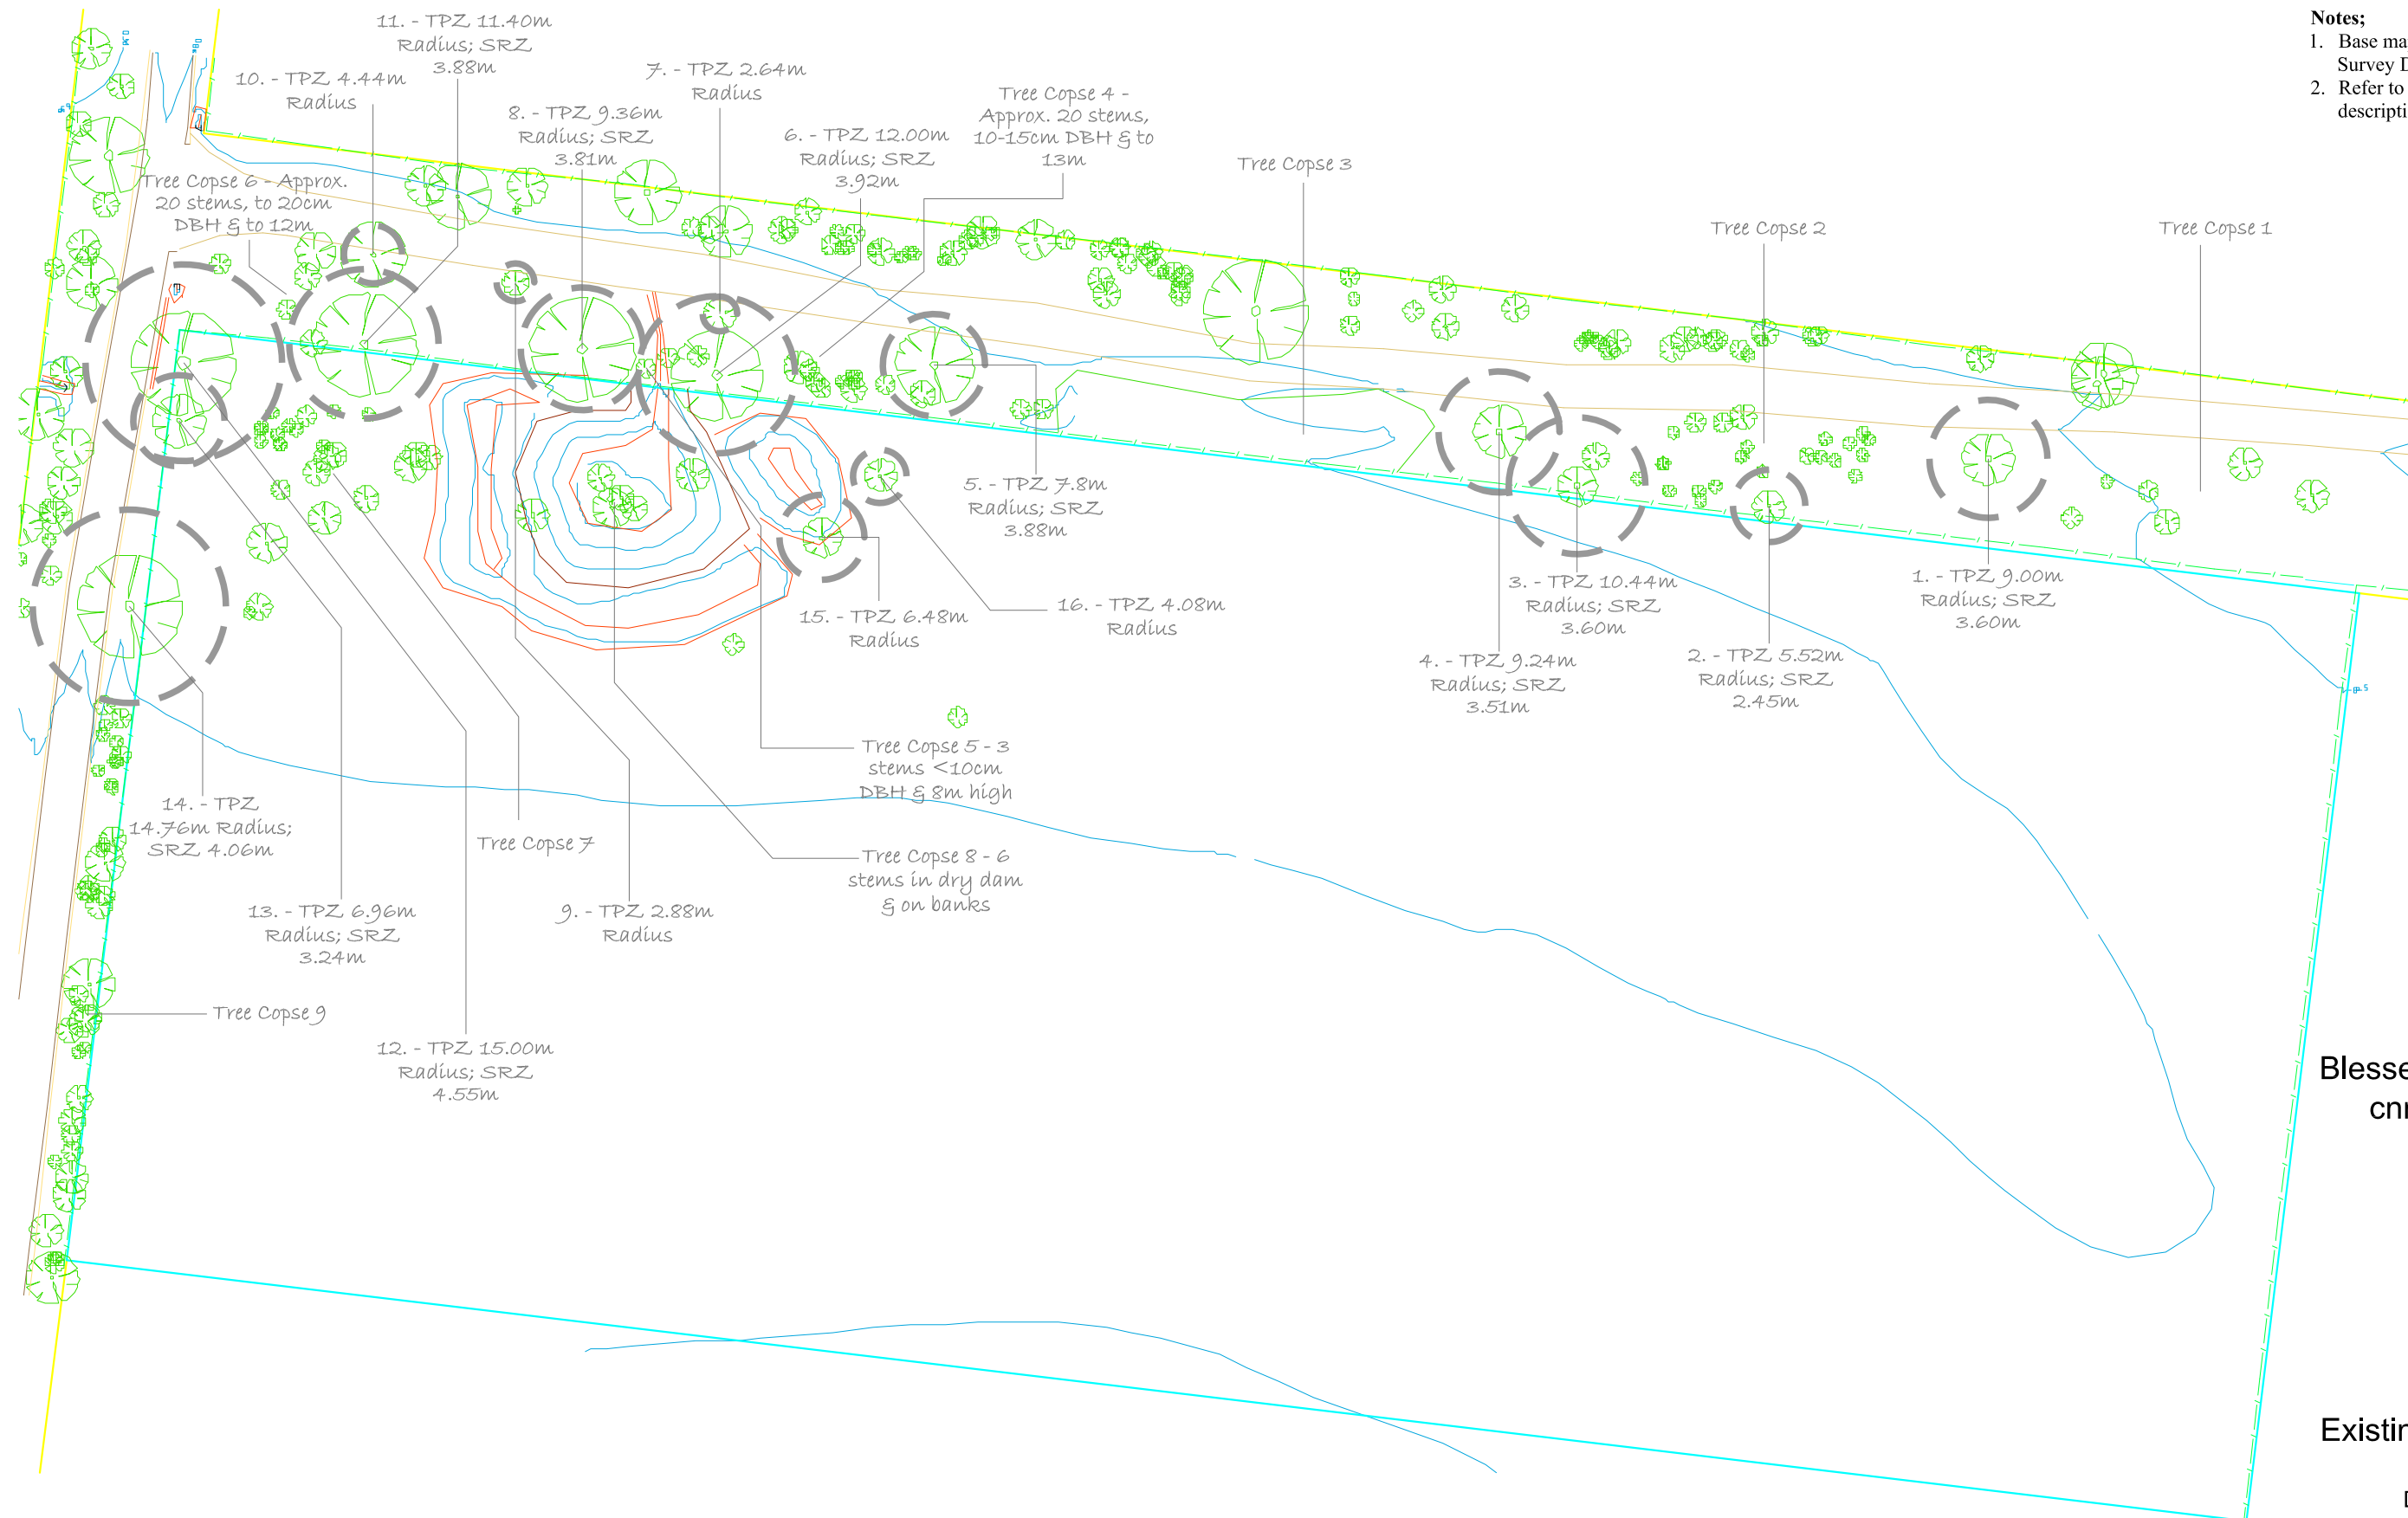 Notes;
1. Base ma
Survey D
2. Refer to
descripti
11. - TPZ 11.40m
Radius; SRZ
3.88m
10. - TPZ 4.44m
Radius
7. - TPZ 2.64m
Radius
8. - TPZ 9.36m
Radius; SRZ
3.81m
6. - TPZ 12.00m
Radius; SRZ
3.92m
Tree Copse 4 -
Approx. 20 stems,
10-15cm DBH & to
13m
Tree Copse 3
Tree Copse 6 - Approx.
20 stems, to 20cm
DBH & to 12m
Tree Copse 2
Tree Copse 1
5. - TPZ 7.8m
Radius; SRZ
3.88m
16. - TPZ 4.08m
Radius
15. - TPZ 6.48m
Radius
3. - TPZ 10.44m
Radius; SRZ
3.60m
1. - TPZ 9.00m
Radius; SRZ
3.60m
4. - TPZ 9.24m
Radius; SRZ
3.51m
2. - TPZ 5.52m
Radius; SRZ
2.45m
Tree Copse 5 - 3
stems <10cm
DBH & 8m high
14. - TPZ
14.76m Radius;
SRZ 4.06m
Tree Copse 7
Tree Copse 8 - 6
stems in dry dam
& on banks
13. - TPZ 6.96m
Radius; SRZ
3.24m
9. - TPZ 2.88m
Radius
Tree Copse 9
12. - TPZ 15.00m
Radius; SRZ
4.55m
Blesse
cnr
Existin
D